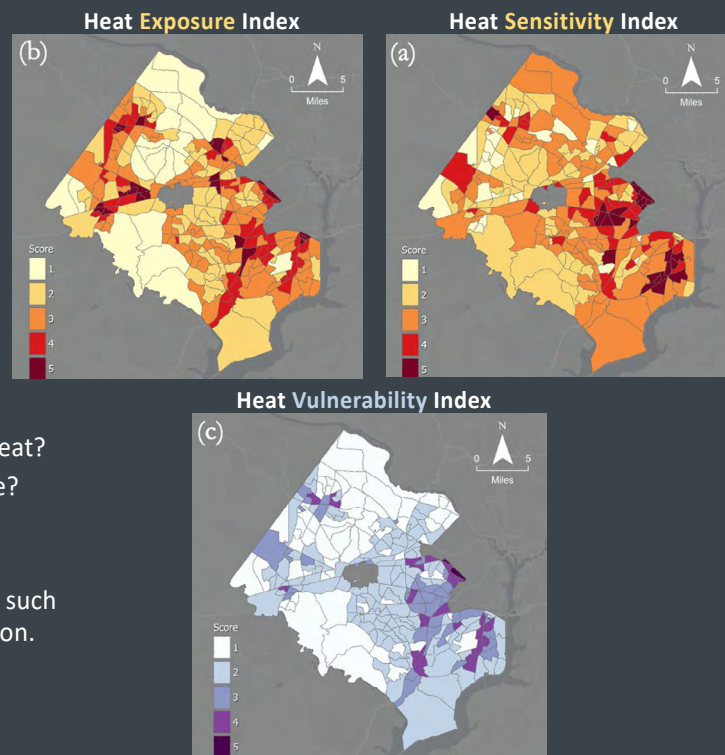 Heat Exposure Index
Heat Sensitivity Index
(b)
N
0 5
Miles
Score
1
2
3
4
5
(a)
N
0 5
Miles
Score
1
2
3
4
5
Heat Vulnerability Index
eat?
e?
such
on.
(c)
N
0 5
Miles
Score
1
2
3
4
5